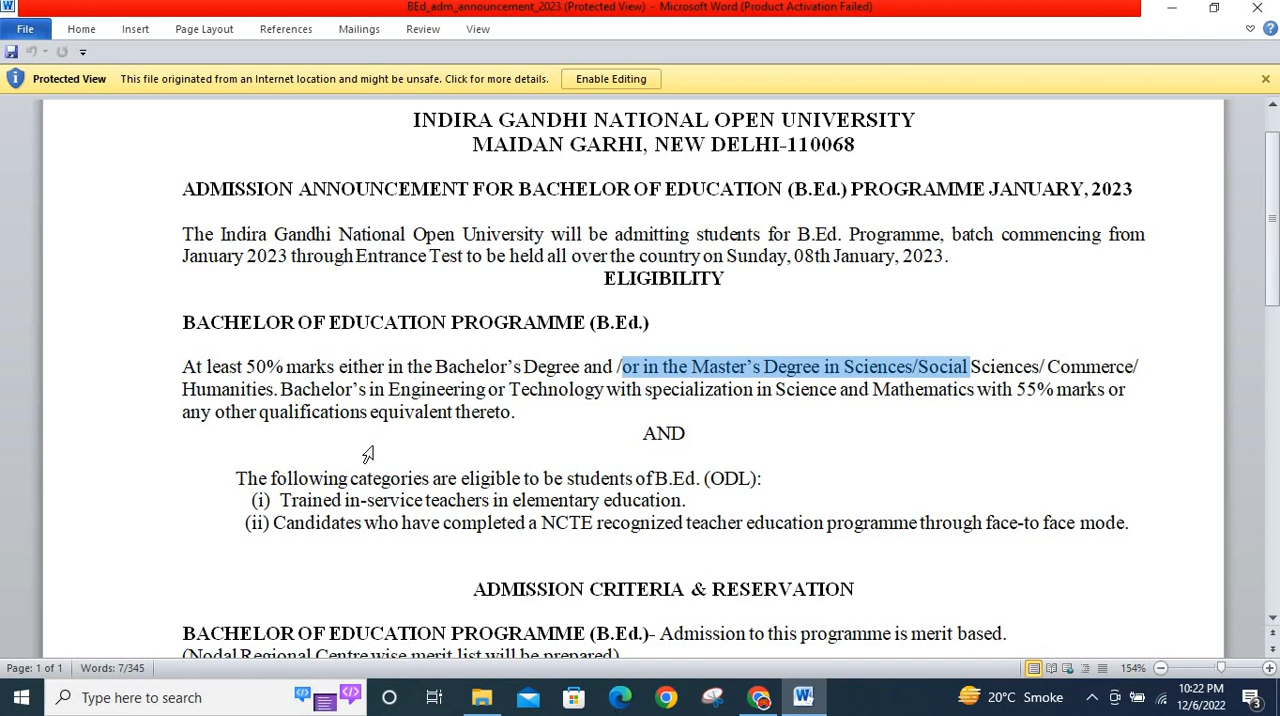 BEd_adm_announcement_2023 (Protected View) – Microsoft Word (Product Activation Failed)
File Home Insert Page Layout References Mailings Review View
Protected View This file originated from an Internet location and might be unsafe. Click for more details. Enable Editing
INDIRA GANDHI NATIONAL OPEN UNIVERSITY
MAIDAN GARHI, NEW DELHI-110068
ADMISSION ANNOUNCEMENT FOR BACHELOR OF EDUCATION (B.Ed.) PROGRAMME JANUARY, 2023
The Indira Gandhi National Open University will be admitting students for B.Ed. Programme, batch commencing from
January 2023 through Entrance Test to be held all over the country on Sunday, 08th January, 2023.
ELIGIBILITY
BACHELOR OF EDUCATION PROGRAMME (B.Ed.)
At least 50% marks either in the Bachelor's Degree and /or in the Master's Degree in Sciences/Social Sciences/ Commerce/
Humanities. Bachelor's in Engineering or Technology with specialization in Science and Mathematics with 55% marks or
any other qualifications equivalent thereto.
AND
The following categories are eligible to be students of B.Ed. (ODL):
(i) Trained in-service teachers in elementary education.
(ii) Candidates who have completed a NCTE recognized teacher education programme through face-to face mode.
ADMISSION CRITERIA & RESERVATION
BACHELOR OF EDUCATION PROGRAMME (B.Ed.)- Admission to this programme is merit based.
(Nodal Regional Centre wise merit list will be prepared)
Page: 1 of 1 Words: 7/345 154%
Type here to search 20°C Smoke 10:22 PM
12/6/2022 3